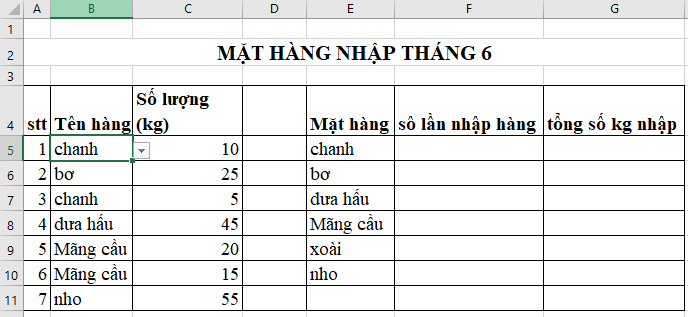 A B C D E F G
1
2 MẶT HÀNG NHẬP THÁNG 6
3
4 stt Tên hàng Số lượng (kg) Mặt hàng sô lần nhập hàng tổng số kg nhập
5 1 chanh 10 chanh
6 2 bơ 25 bơ
7 3 chanh 5 dưa hấu
8 4 dưa hấu 45 Mãng cầu
9 5 Mãng cầu 20 xoài
10 6 Mãng cầu 15 nho
11 7 nho 55